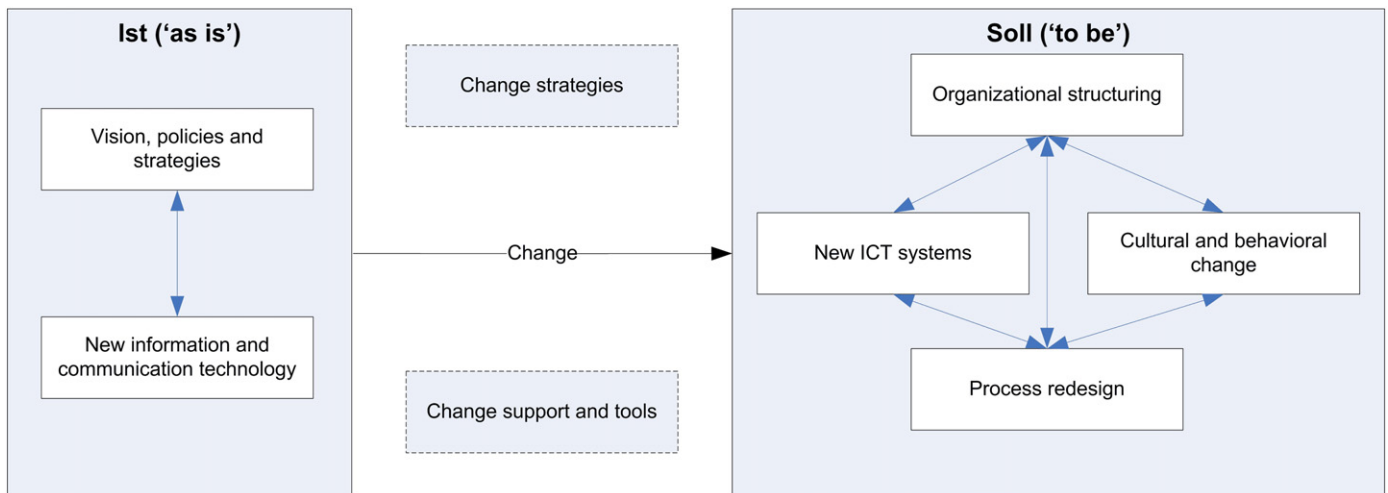 Ist (‘as is’)
Vision, policies and
strategies
New information and
communication technology
Change strategies
Change
Change support and tools
Soll (‘to be’)
Organizational structuring
New ICT systems
Cultural and behavioral
change
Process redesign